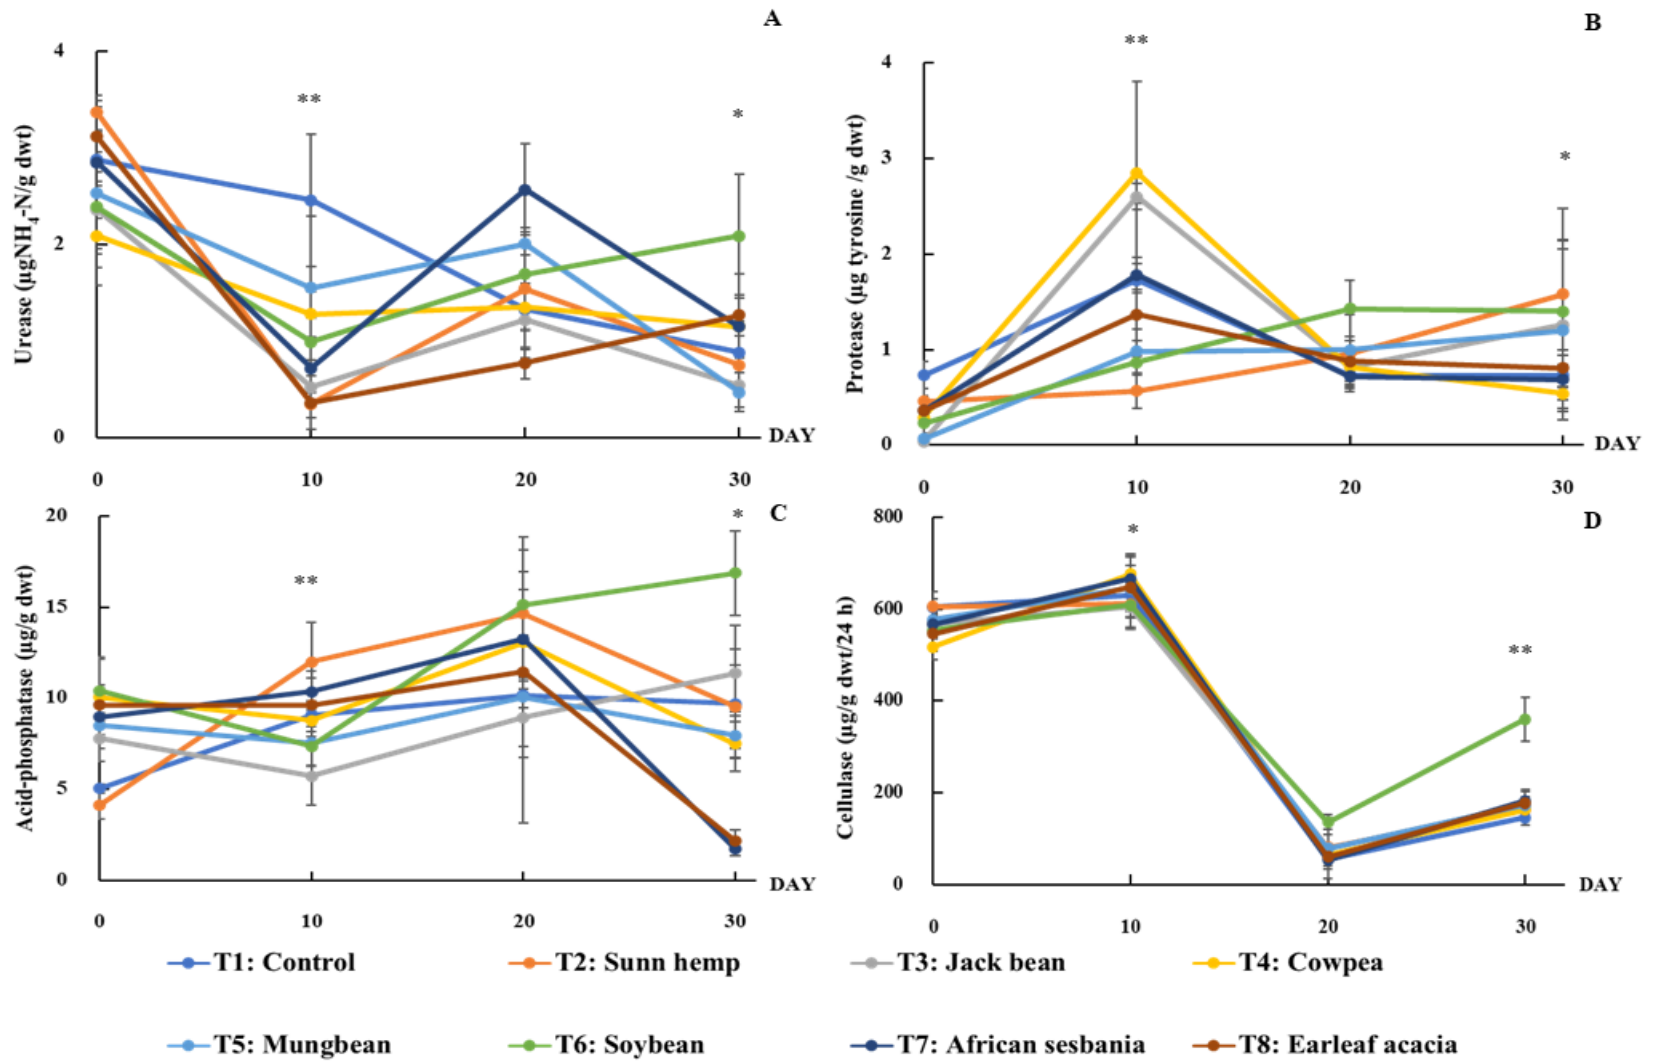 A
B
4
2
0
Urease (µgNH4-N/g dwt)
**
*
DAY
0 10 20 30
4
3
2
1
0
Protease (µg tyrosine /g dwt)
**
*
DAY
0 10 20 30
C
D
20
15
10
5
0
Acid-phosphatase (µg/g dwt)
**
*
DAY
0 10 20 30
800
600
400
200
0
Cellulase (µg/g dwt/24 h)
*
**
DAY
0 10 20 30
T1: Control T2: Sunn hemp T3: Jack bean T4: Cowpea
T5: Mungbean T6: Soybean T7: African sesbania T8: Earleaf acacia